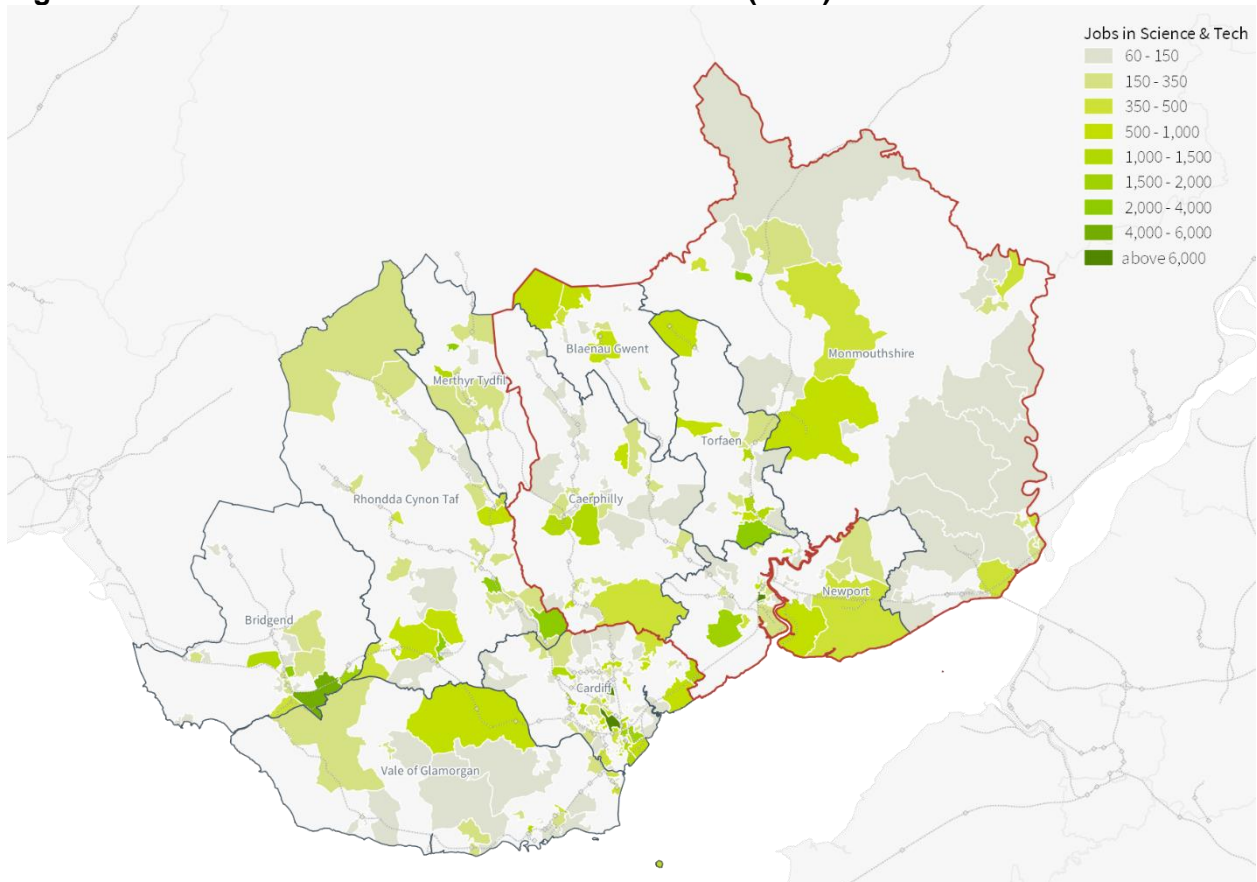 Jobs in Science & Tech
60 - 150
150 - 350
350 - 500
500 - 1,000
1,000 - 1,500
1,500 - 2,000
2,000 - 4,000
4,000 - 6,000
above 6,000
Blaenau Gwent
Monmouthshire
Merthyr Tydfil
Torfaen
Rhondda Cynon Taf
Caerphilly
Newport
Bridgend
Cardiff
Vale of Glamorgan